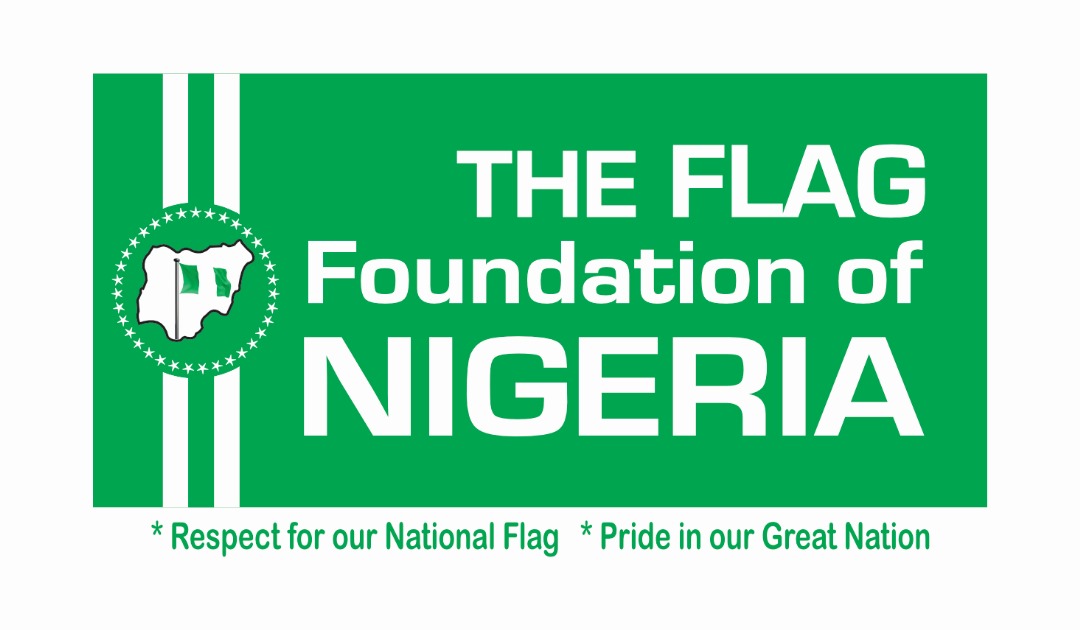 THE FLAG
Foundation of
NIGERIA
* Respect for our National Flag * Pride in our Great Nation